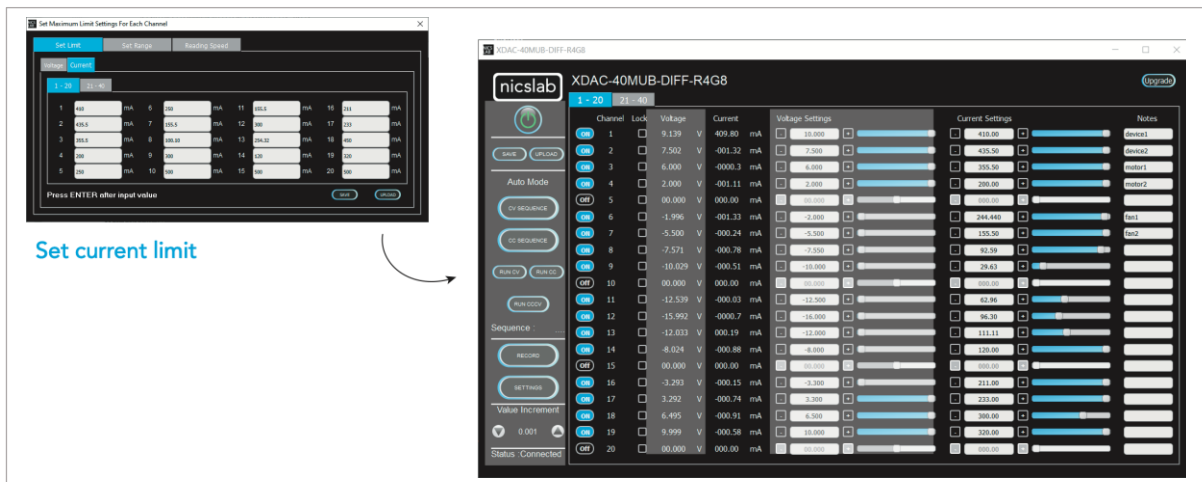 Set Maximum Limit Settings For Each Channel
Set Limit Set Range Reading Speed
Voltage Current
1 - 20 21 - 40
1 410 mA 6 250 mA 11 mA 16 211 mA
2 435.5 mA 7 155.5 mA 12 300 mA 17 233 mA
3 355.5 mA 8 mA 13 mA 18 mA
4 200 mA 9 300 mA 14 120 mA 19 320 mA
5 250 mA 10 500 mA 15 500 mA 20 500 mA
Press ENTER after input value
SAVE UPLOAD
Set current limit
XDAC-40MUB-DIFF-R4G8
nicslab
XDAC-40MUB-DIFF-R4G8
Upgrade
1 - 20 21 - 40
Channel Lock Voltage Current Voltage Settings Current Settings Notes
ON 1 9.139 V 409.80 mA - 10.000 + - 410.00 + device1
ON 2 7.502 V -001.32 mA - 7.500 + - 435.50 + device2
ON 3 6.000 V -0000.3 mA - 6.000 + - 355.50 + motor1
ON 4 2.000 V -001.11 mA - 2.000 + - 200.00 + motor2
Off 5 00.000 V 000.00 mA - 00.000 + - 000.00 +
ON 6 -1.996 V -001.33 mA - -2.000 + - 244.440 + fan1
ON 7 -5.500 V -000.24 mA - -5.500 + - 155.50 + fan2
ON 8 -7.571 V -000.78 mA - -7.550 + - 92.59 +
ON 9 -10.029 V -000.51 mA - -10.000 + - 29.63 +
Off 10 00.000 V 000.00 mA - 00.000 + - 000.00 +
ON 11 -12.539 V -000.03 mA - -12.500 + - 62.96 +
ON 12 -15.992 V -0000.7 mA - -16.000 + - 96.30 +
ON 13 -12.033 V 000.19 mA - -12.000 + - 111.11 +
ON 14 -8.024 V -000.88 mA - -8.000 + - 120.00 +
Off 15 00.000 V 000.00 mA - 00.000 + - 000.00 +
ON 16 -3.293 V -000.15 mA - -3.300 + - 211.00 +
ON 17 3.292 V -000.74 mA - 3.300 + - 233.00 +
ON 18 6.495 V -000.91 mA - 6.500 + - 300.00 +
ON 19 9.999 V -000.58 mA - 10.000 + - 320.00 +
Off 20 00.000 V 000.00 mA - 00.000 + - 000.00 +
SAVE UPLOAD
Auto Mode
CV SEQUENCE
CC SEQUENCE
RUN CV RUN CC
RUN CCCV
Sequence :
RECORD
SETTINGS
Value Increment
0.001
Status :Connected